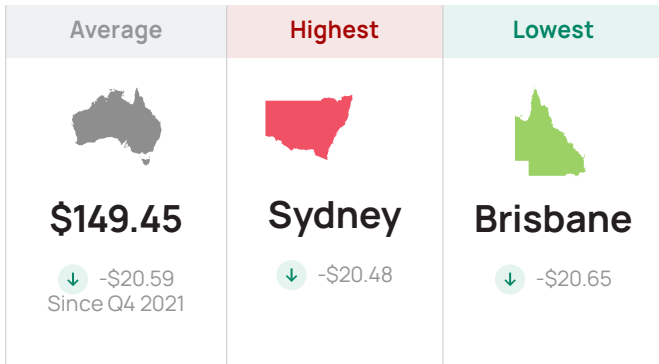 Average
Highest
Lowest
$149.45
Sydney
Brisbane
-$20.59
Since Q4 2021
-$20.48
-$20.65